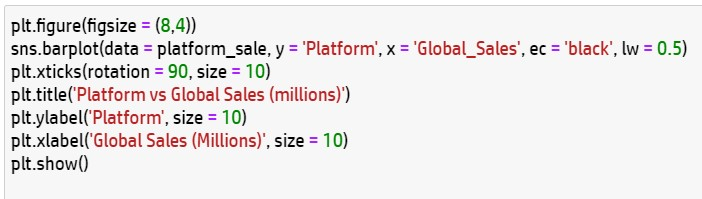 plt.figure(figsize = (8,4))
sns.barplot(data = platform_sale, y = 'Platform', x = 'Global_Sales', ec = 'black', lw = 0.5)
plt.xticks(rotation = 90, size = 10)
plt.title('Platform vs Global Sales (millions)')
plt.ylabel('Platform', size = 10)
plt.xlabel('Global Sales (Millions)', size = 10)
plt.show()